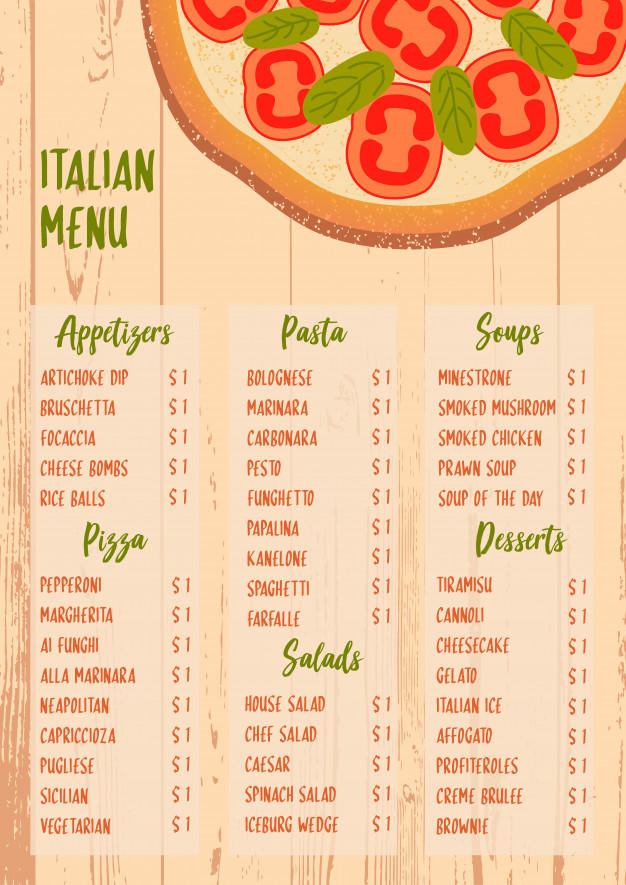 ITALIAN
MENU
Appetizers
ARTICHOKE DIP $1
BRUSCHETTA $1
FOCACCIA $1
CHEESE BOMBS $1
RICE BALLS $1
Pizza
PEPPERONI $1
MARGHERITA $1
AI FUNGHI $1
ALLA MARINARA $1
NEAPOLITAN $1
CAPRICCIOZA $1
PUGLIESE $1
SICILIAN $1
VEGETARIAN $1
Pasta
BOLOGNESE $1
MARINARA $1
CARBONARA $1
PESTO $1
FUNGHETTO $1
PAPALINA $1
KANELONE $1
SPAGHETTI $1
FARFALLE $1
Salads
HOUSE SALAD $1
CHEF SALAD $1
CAESAR $1
SPINACH SALAD $1
ICEBURG WEDGE $1
Soups
MINESTRONE $1
SMOKED MUSHROOM $1
SMOKED CHICKEN $1
PRAWN SOUP $1
SOUP OF THE DAY $1
Desserts
TIRAMISU $1
CANNOLI $1
CHEESECAKE $1
GELATO $1
ITALIAN ICE $1
AFFOGATO $1
PROFITEROLES $1
CREME BRULEE $1
BROWNIE $1